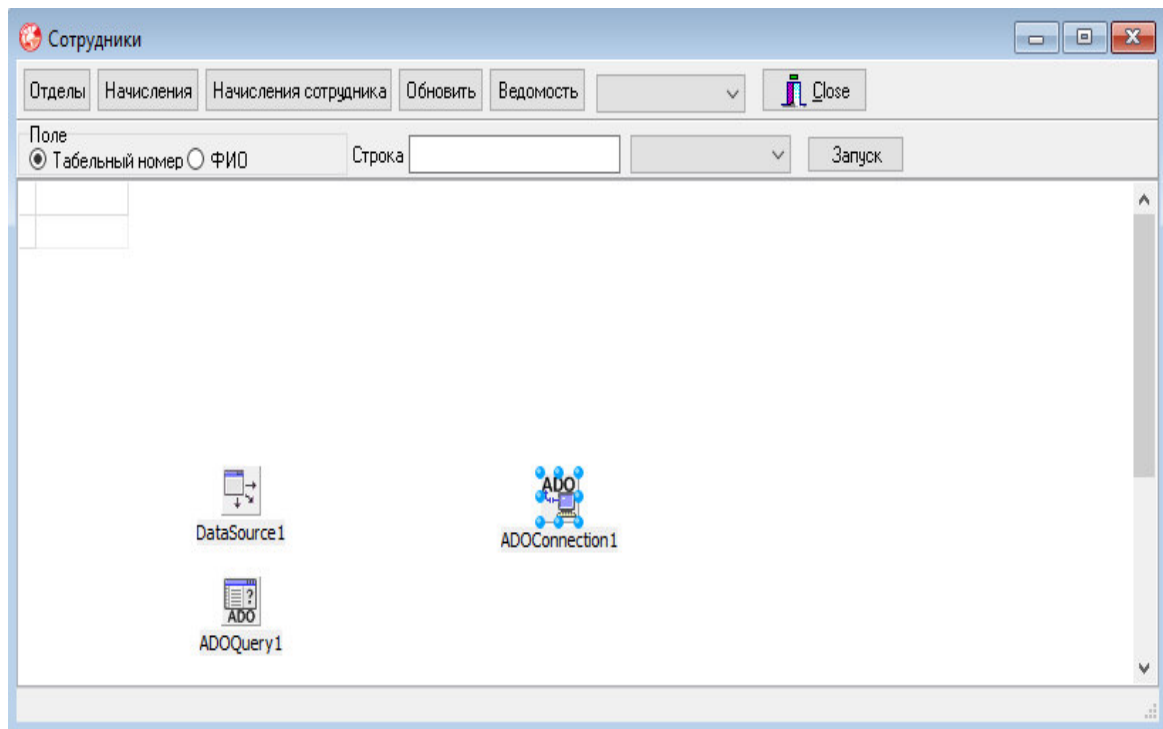 Сотрудники
Отделы Начисления Начисления сотрудника Обновить Ведомость Close
Поле
Табельный номер ФИО Строка Запуск
ADO
DataSource1
ADOConnection1
?
ADO
ADOQuery1